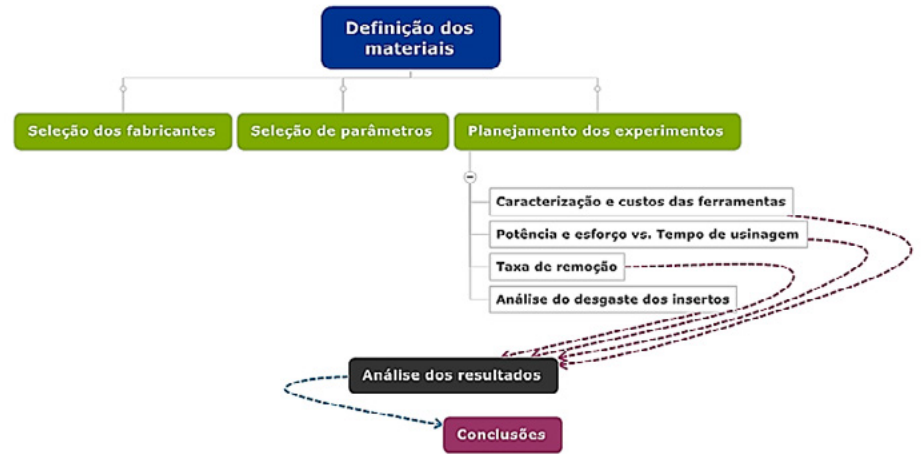 Definição dos
materiais
Seleção dos fabricantes
Seleção de parâmetros
Planejamento dos experimentos
Caracterização e custos das ferramentas
Potência e esforço vs. Tempo de usinagem
Taxa de remoção
Análise do desgaste dos insertos
Análise dos resultados
Conclusões